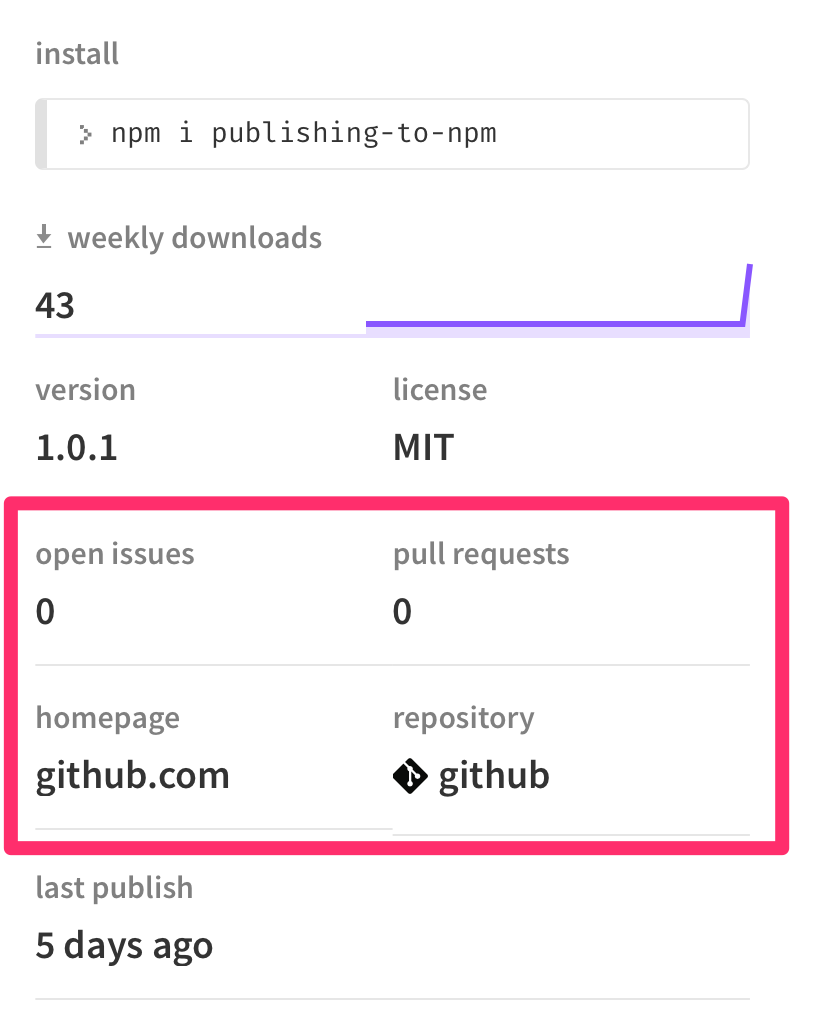 install
> npm i publishing-to-npm
weekly downloads
43
version license
1.0.1 MIT
open issues pull requests
0 0
homepage repository
github.com github
last publish
5 days ago